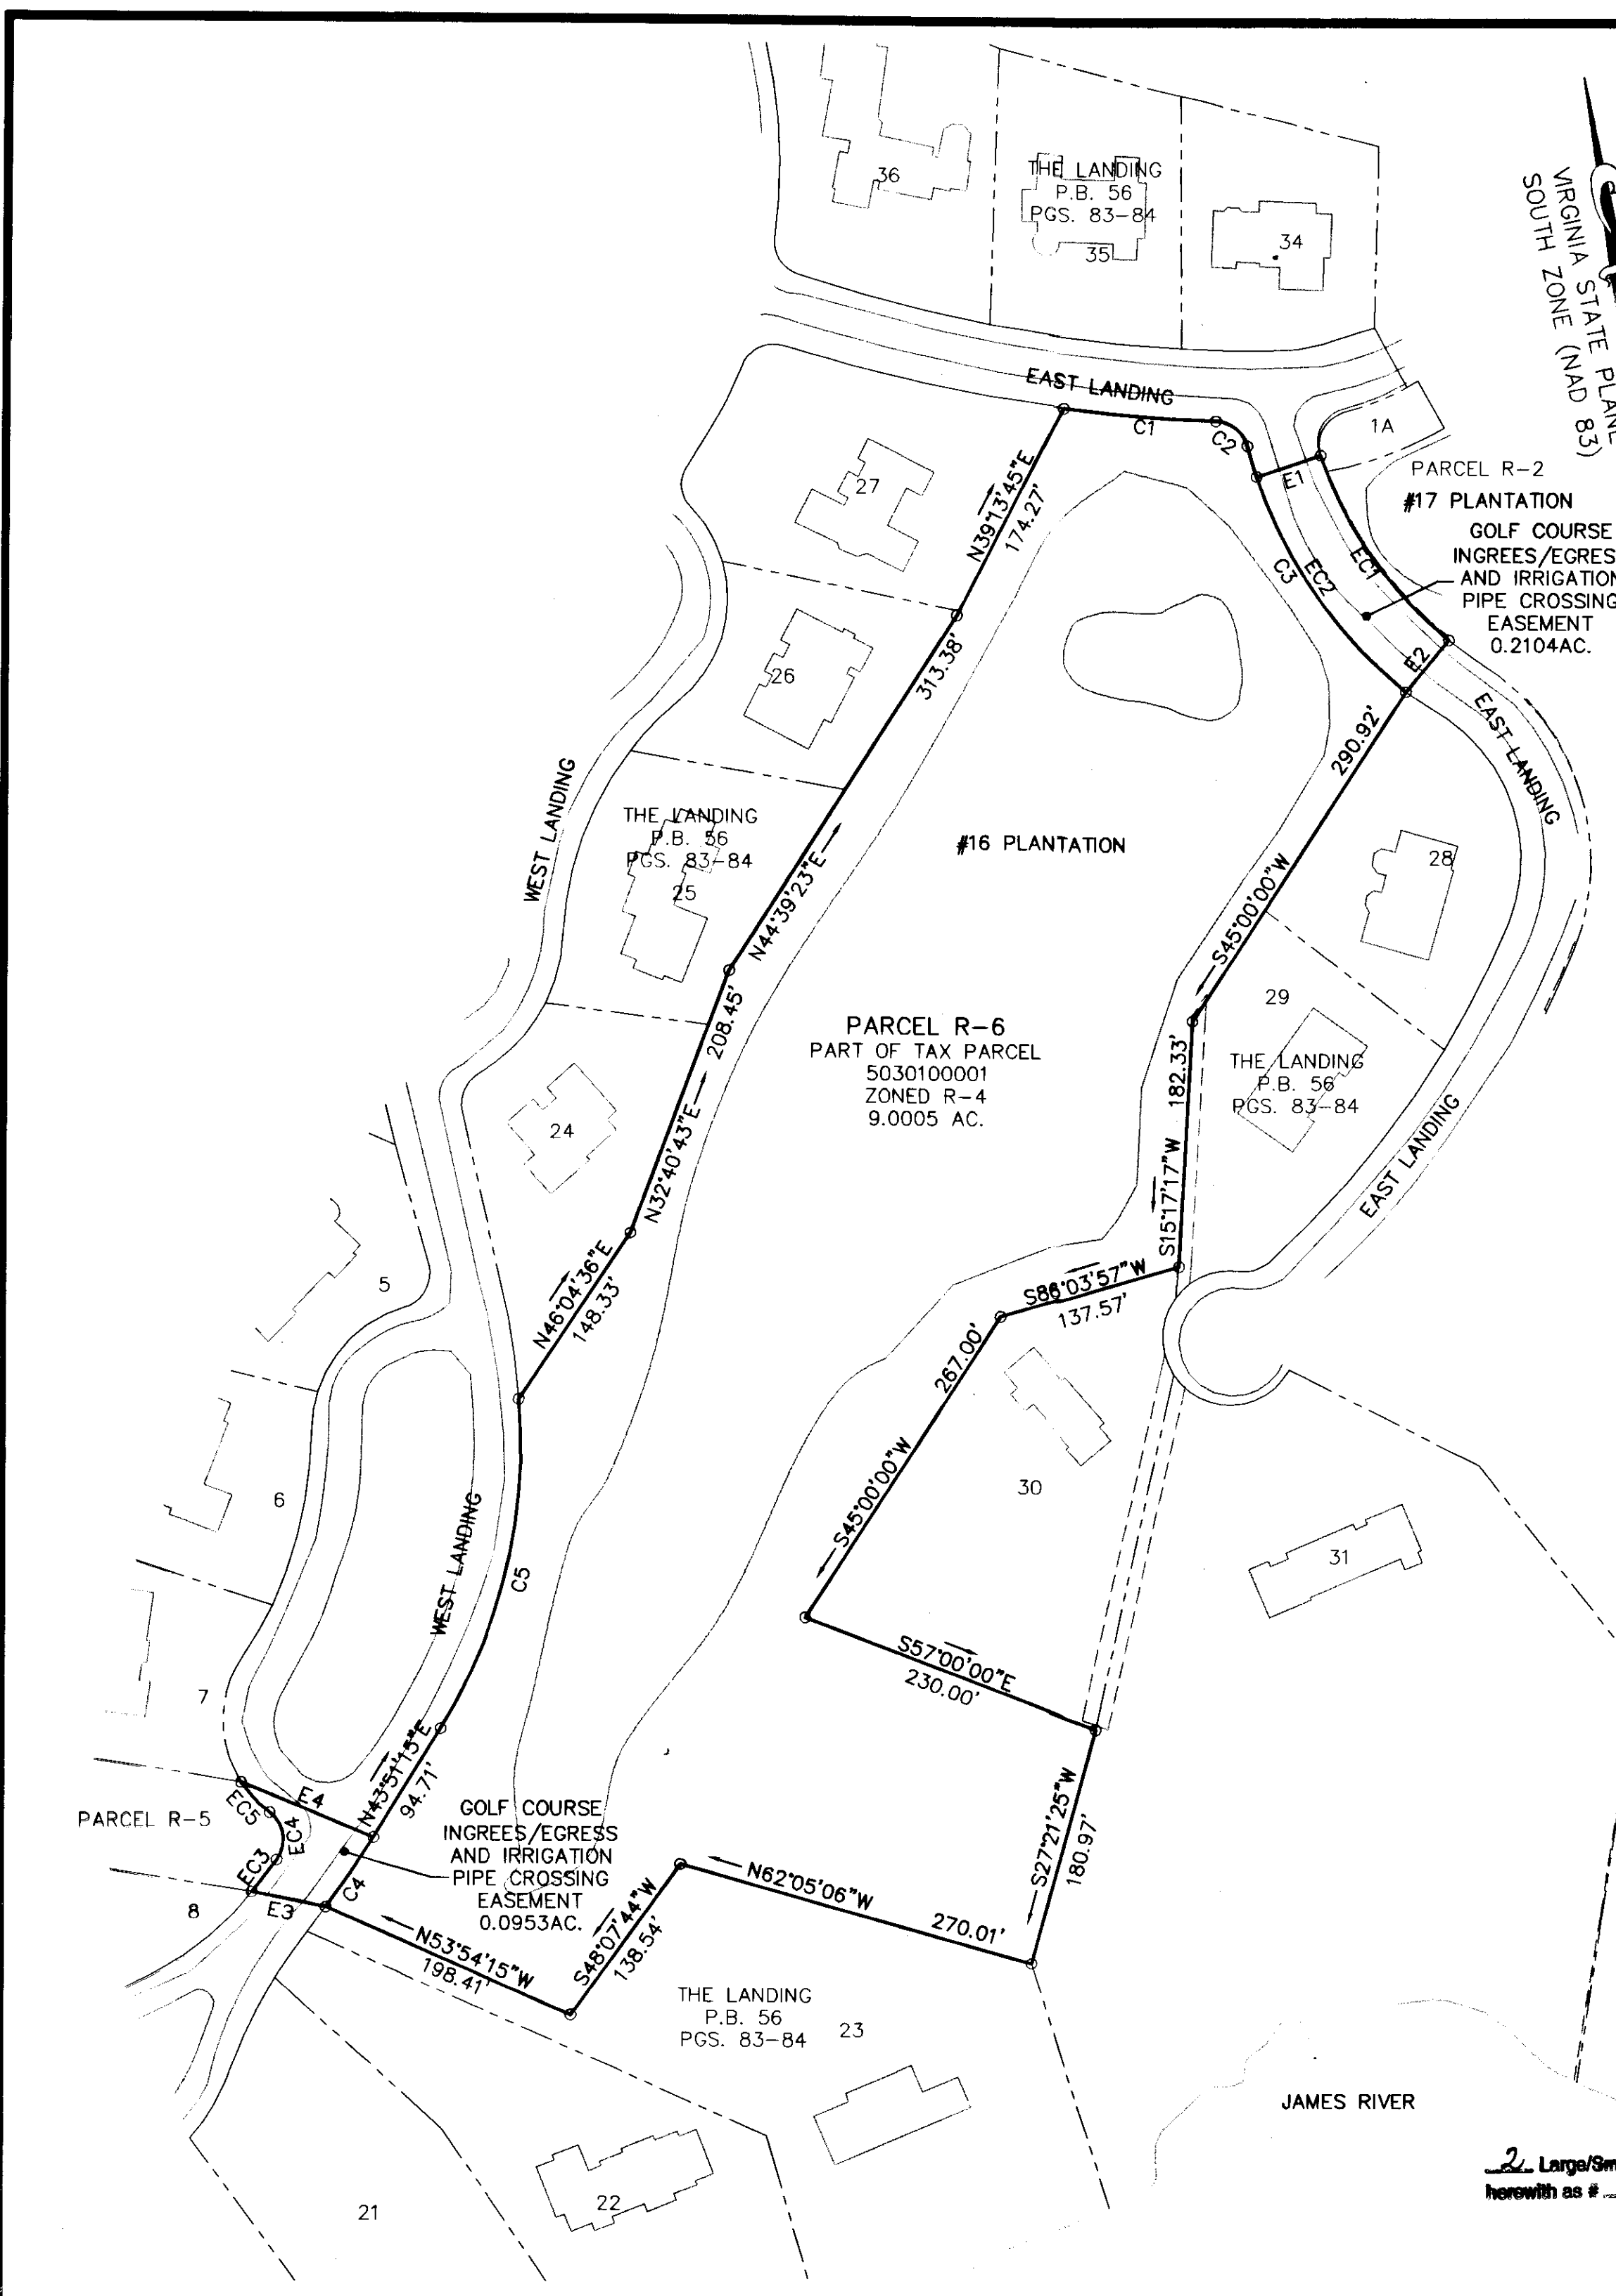 36
THE LANDING
P.B. 56
PGS. 83-84
35
34
VIRGINIA STATE PLANE
SOUTH ZONE (NAD 83)
EAST LANDING
C1
C2
1A
E1
PARCEL R-2
#17 PLANTATION
GOLF COURSE
INGREES/EGRES
AND IRRIGATION
PIPE CROSSING
EASEMENT
0.2104AC.
27
N39°13'45"E
174.27'
C3
EC2
EC1
E2
26
313.38'
290.92'
EAST LANDING
WEST LANDING
THE LANDING
P.B. 56
PGS. 83-84
25
N44°39'23"E
#16 PLANTATION
28
S45°00'00"W
29
208.45'
PARCEL R-6
PART OF TAX PARCEL
5030100001
ZONED R-4
9.0005 AC.
182.33'
THE LANDING
P.B. 56
PGS. 83-84
24
N32°40'43"E
S15°17'17"W
EAST LANDING
5
N46°04'36"E
148.33'
S86°03'57"W
137.57'
267.00'
S45°00'00"W
30
6
31
WEST LANDING
C5
S57°00'00"E
230.00'
7
N43°51'15"E
94.71'
E4
EC5
PARCEL R-5
EC4
EC3
C4
E3
8
GOLF COURSE
INGREES/EGRESS
AND IRRIGATION
PIPE CROSSING
EASEMENT
0.0953AC.
S27°21'25"W
180.97'
N62°05'06"W
270.01'
S48°07'44"W
138.54'
N53°54'15"W
198.41'
THE LANDING
P.B. 56
PGS. 83-84
23
JAMES RIVER
21
22
2 Large/Sm
herewith as #